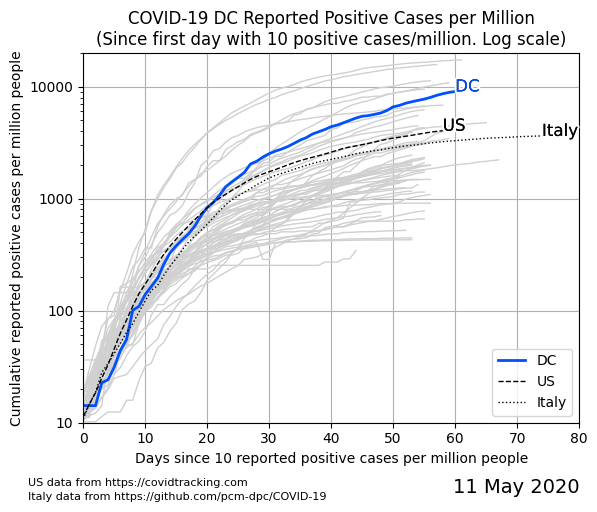 COVID-19 DC Reported Positive Cases per Million
(Since first day with 10 positive cases/million. Log scale)
Cumulative reported positive cases per million people
10000
1000
100
10
DC
US
Italy
DC
US
Italy
0 10 20 30 40 50 60 70 80
Days since 10 reported positive cases per million people
US data from https://covidtracking.com
Italy data from https://github.com/pcm-dpc/COVID-19
11 May 2020